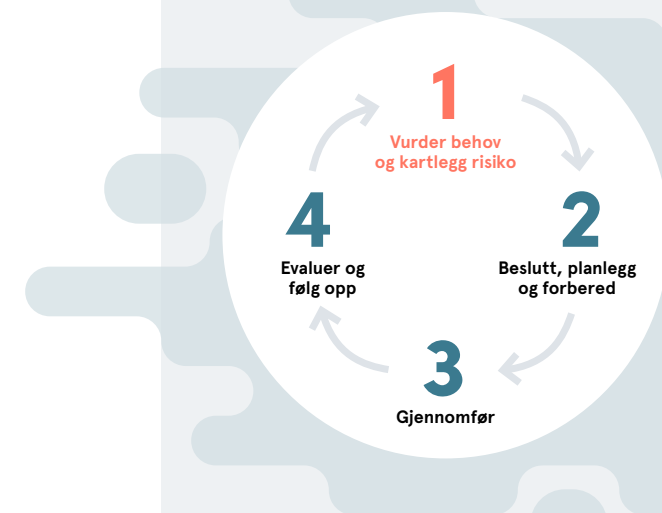 1
Vurder behov
og kartlegg risiko
2
Beslutt, planlegg
og forbered
3
Gjennomfør
4
Evaluer og
følg opp